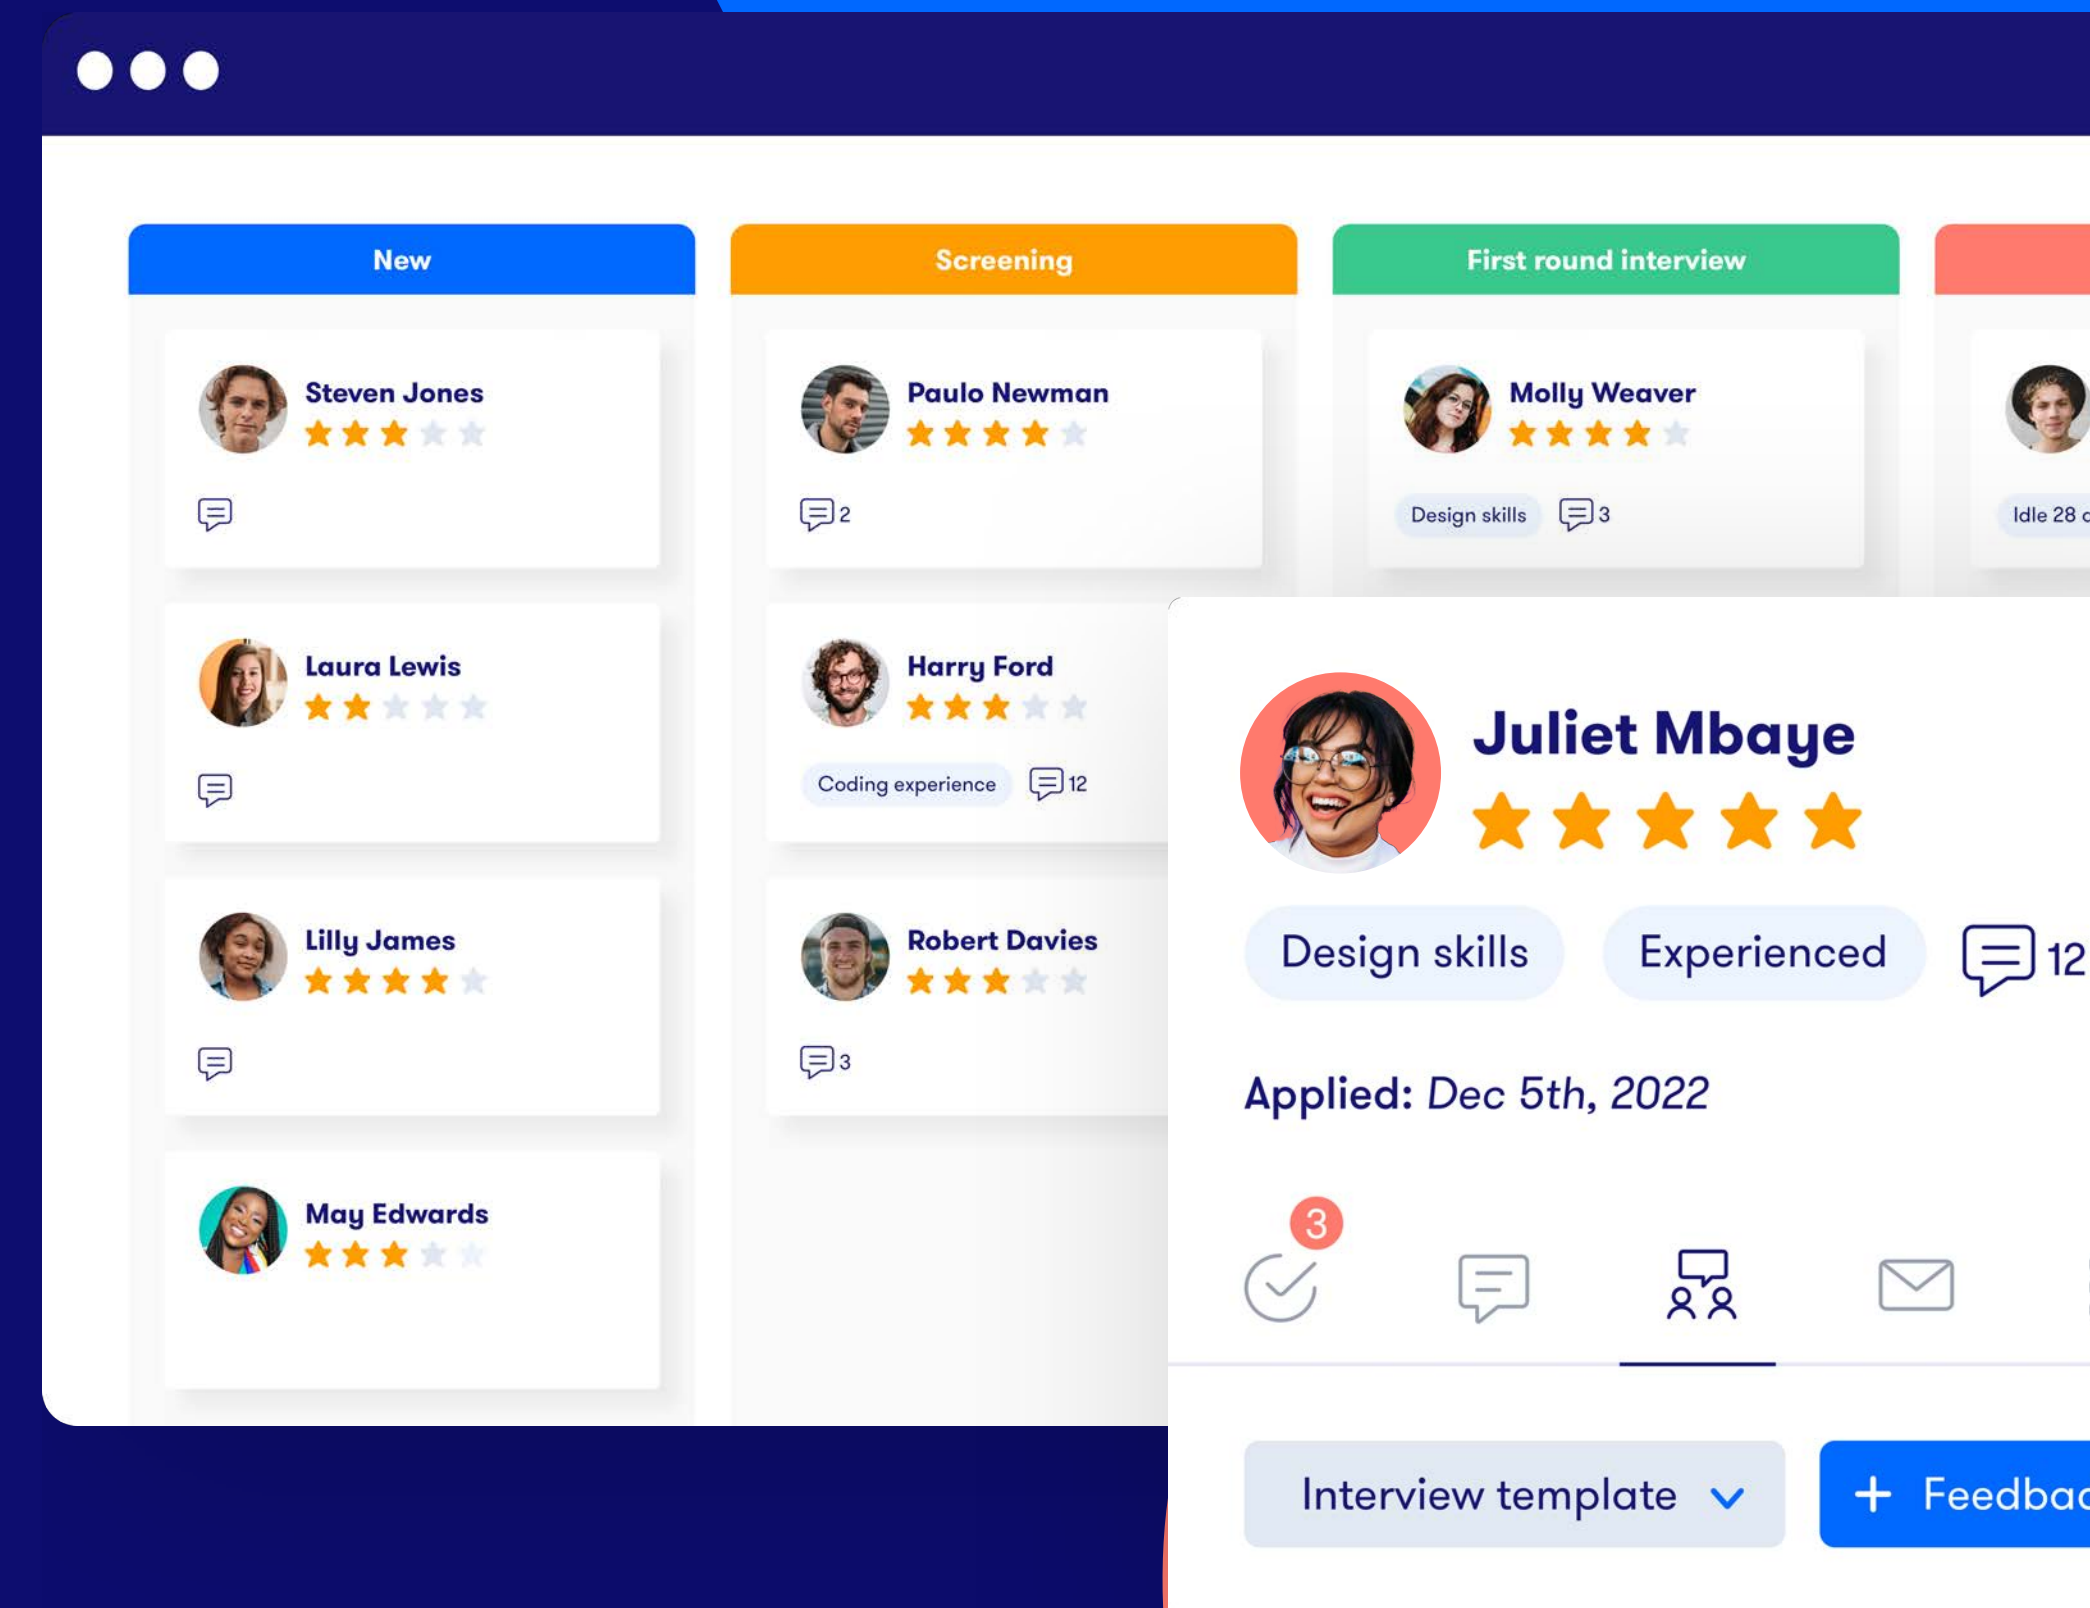 New
Steven Jones
Laura Lewis
Lilly James
May Edwards
Screening
Paulo Newman
2
Harry Ford
Coding experience 12
Robert Davies
3
First round interview
Molly Weaver
Design skills 3
Idle 28
Juliet Mbaye
Design skills Experienced 12
Applied: Dec 5th, 2022
3
Interview template +